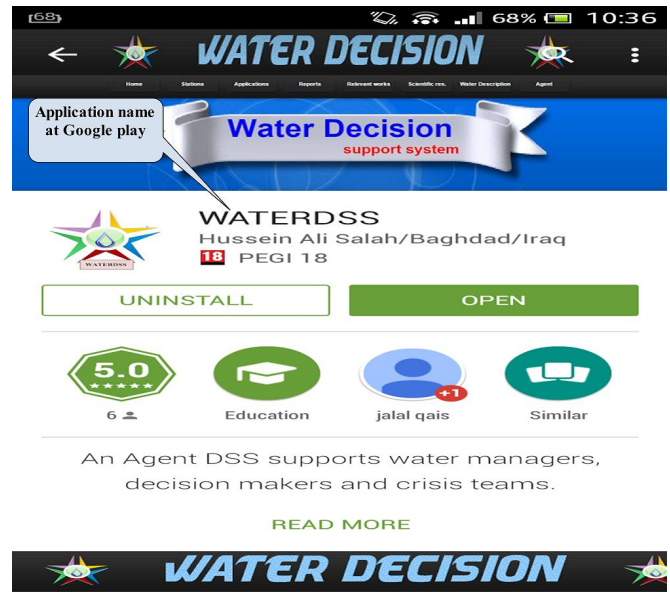 (68)
68%
10:36
WATER DECISION
Home Stations Applications Reports Relevant works Scientific res. Water Description Agent
Application name
at Google play
Water Decision
support system
WATERDSS
WATERDSS
Hussein Ali Salah/Baghdad/Iraq
18 PEGI 18
UNINSTALL
OPEN
5.0
6
Education
+1
jalal qais
Similar
An Agent DSS supports water managers,
decision makers and crisis teams.
READ MORE
WATER DECISION